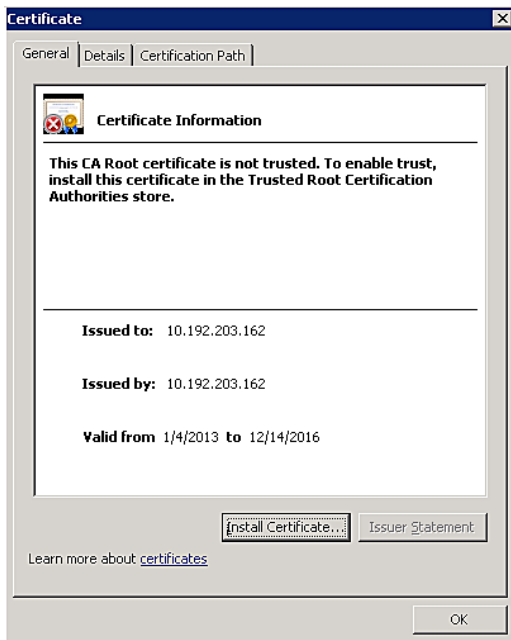 Certificate
General Details Certification Path
Certificate Information
This CA Root certificate is not trusted. To enable trust,
install this certificate in the Trusted Root Certification
Authorities store.
Issued to: 10.192.203.162
Issued by: 10.192.203.162
Valid from 1/4/2013 to 12/14/2016
Install Certificate... Issuer Statement
Learn more about certificates
OK